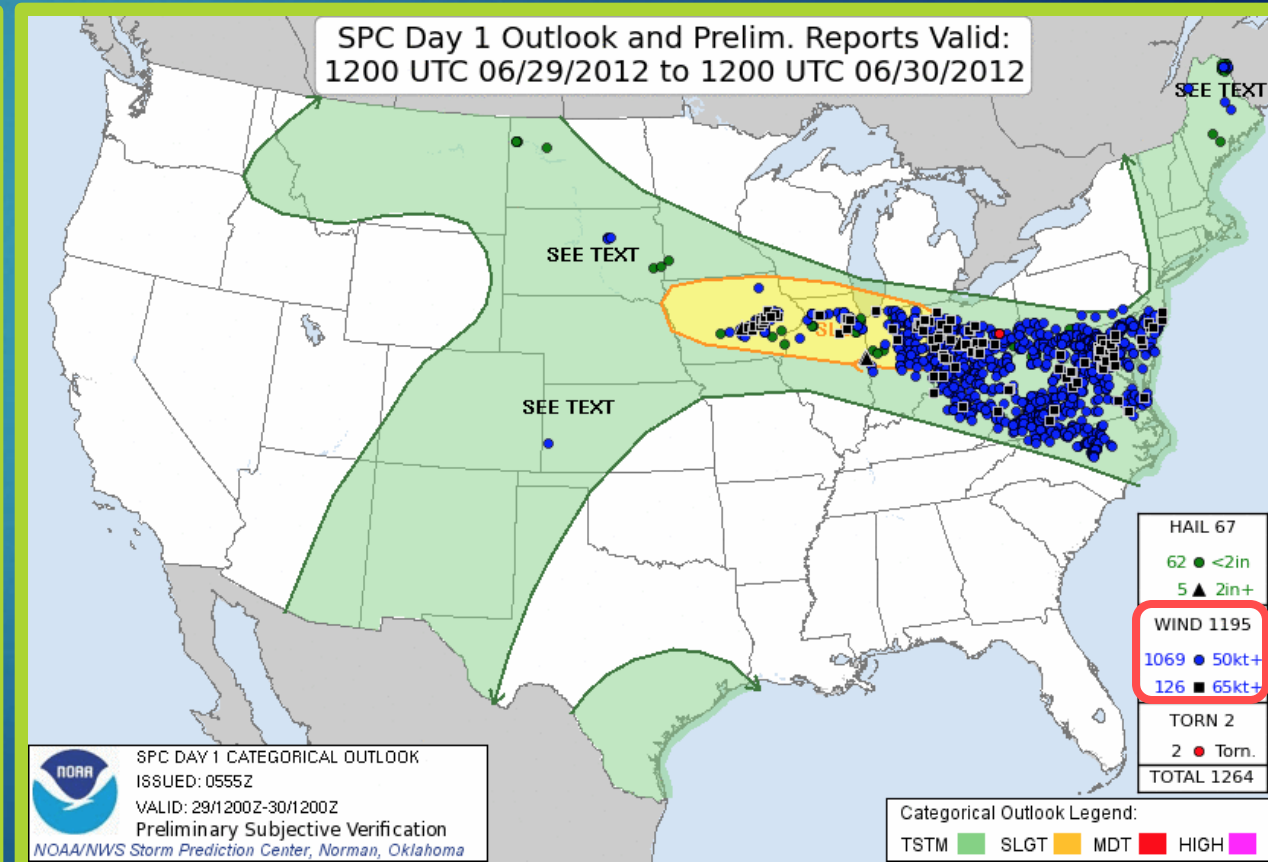 SPC Day 1 Outlook and Prelim. Reports Valid:
1200 UTC 06/29/2012 to 1200 UTC 06/30/2012
SEE TEXT
SEE TEXT
SEE TEXT
HAIL 67
62 <2in
5 2in+
WIND 1195
1069 50kt+
126 65kt+
TORN 2
2 Torn.
TOTAL 1264
NOAA
SPC DAY 1 CATEGORICAL OUTLOOK
ISSUED: 0555Z
VALID: 29/1200Z-30/1200Z
Preliminary Subjective Verification
NOAA/NWS Storm Prediction Center, Norman, Oklahoma
Categorical Outlook Legend:
TSTM SLGT MDT HIGH